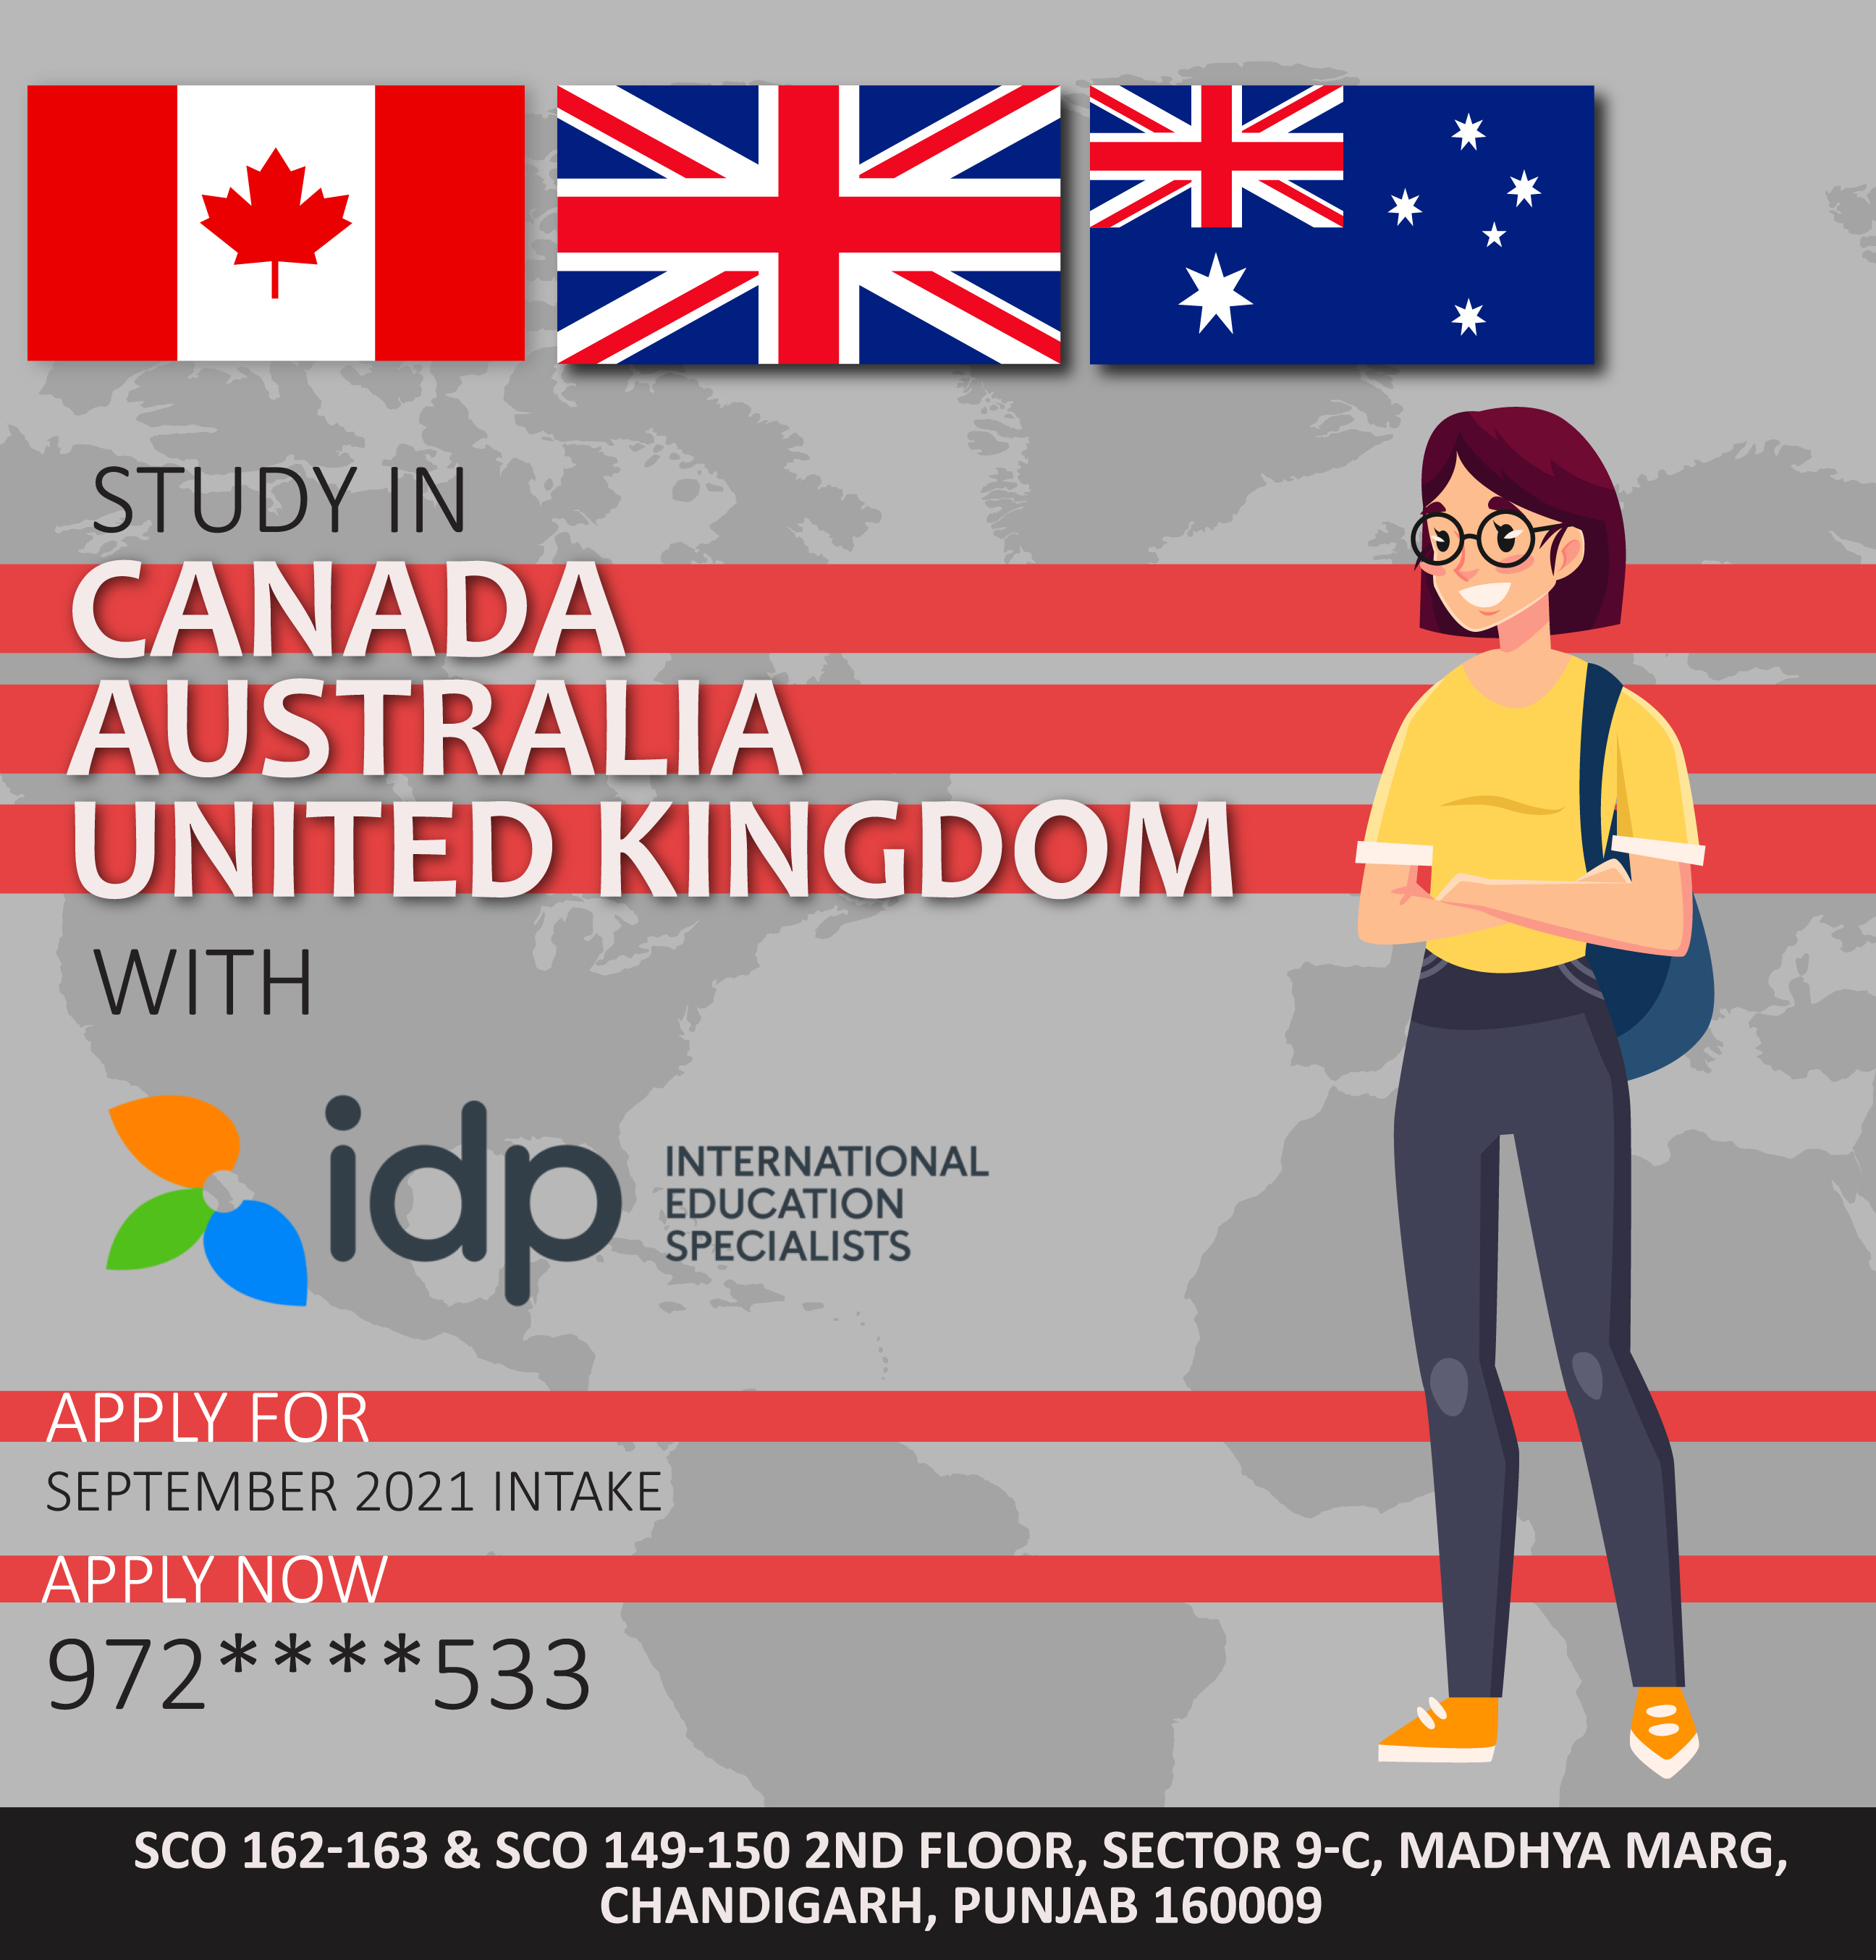 STUDY IN
CANADA
AUSTRALIA
UNITED KINGDOM
WITH
idp
INTERNATIONAL
EDUCATION
SPECIALISTS
APPLY FOR
SEPTEMBER 2021 INTAKE
APPLY NOW
972****533
SCO 162-163 & SCO 149-150 2ND FLOOR, SECTOR 9-C, MADHYA MARG,
CHANDIGARH, PUNJAB 160009